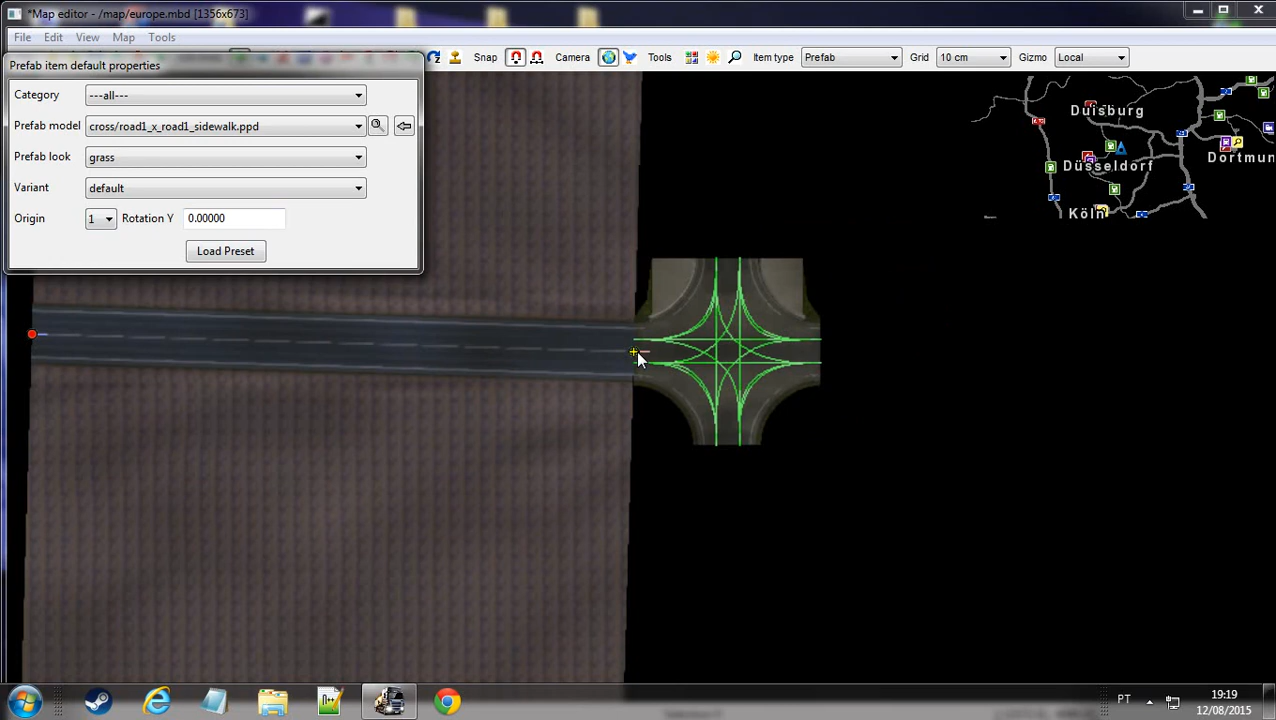 *Map editor - /map/europe.mbd [1356x673]
File Edit View Map Tools
Snap Camera Tools Item type Prefab Grid 10 cm Gizmo Local
Prefab item default properties
Category ---all---
Prefab model cross/road1_x_road1_sidewalk.ppd
Prefab look grass
Variant default
Origin 1 Rotation Y 0.00000
Load Preset
Duisburg
Dortmun
Düsseldorf
Köln
PT
19:19
12/08/2015